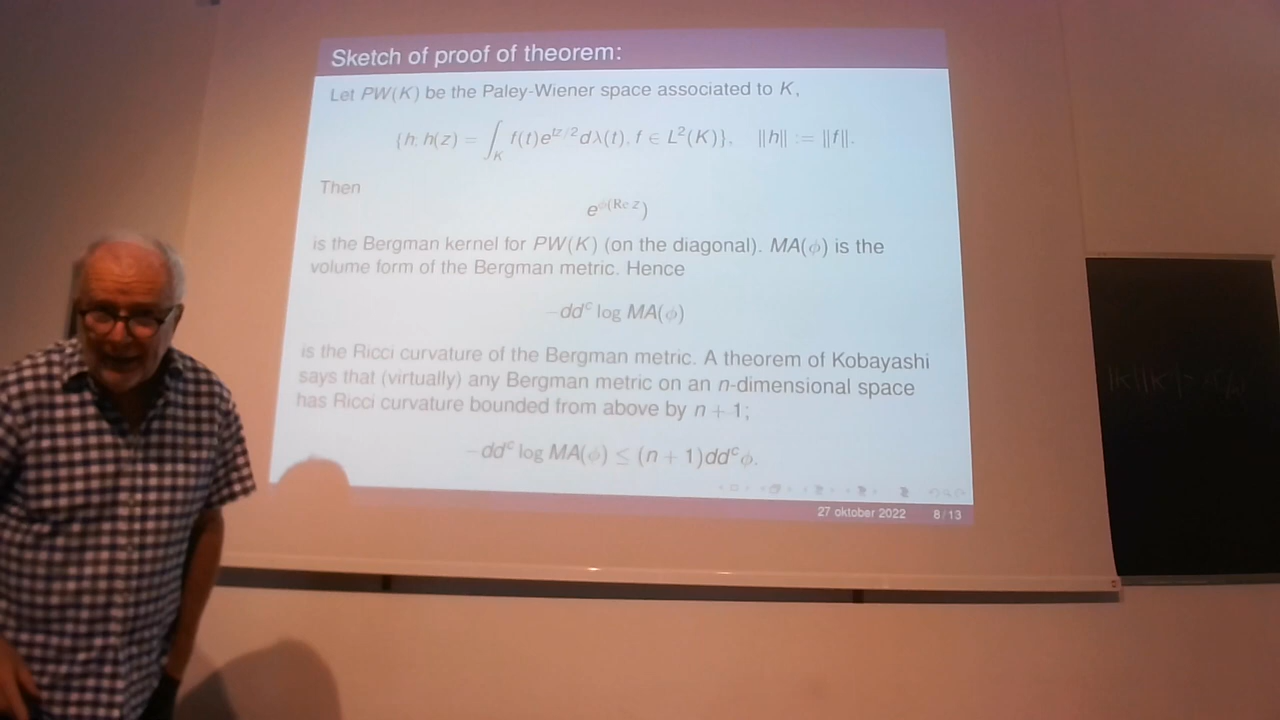 Sketch of proof of theorem:
Let PW(K) be the Paley-Wiener space associated to K,
{h, h(z) = ∫_K f(t)e^{tz/2}dλ(t), f ∈ L²(K)}, ‖h‖ := ‖f‖.
Then
e^{ϕ(Re z)}
is the Bergman kernel for PW(K) (on the diagonal). MA(ϕ) is the
volume form of the Bergman metric. Hence
−dd^c log MA(ϕ)
is the Ricci curvature of the Bergman metric. A theorem of Kobayashi
says that (virtually) any Bergman metric on an n-dimensional space
has Ricci curvature bounded from above by n + 1;
−dd^c log MA(ϕ) ≤ (n + 1)dd^c ϕ.
27 oktober 2022 8/13